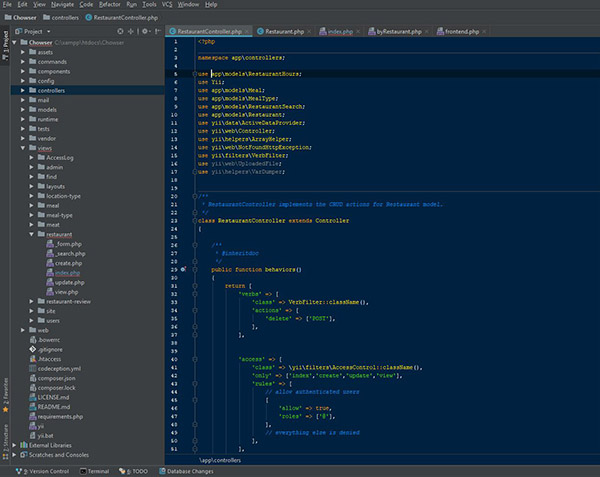 File Edit View Navigate Code Refactor Run Tools VCS Window Help
Chowser controllers RestaurantController.php
Project
RestaurantController.php Restaurant.php index.php byRestaurant.php frontend.php
1: Project
Chowser C:\xampp\htdocs\Chowser
assets
commands
components
config
controllers
mail
models
runtime
tests
vendor
views
AccessLog
admin
find
layouts
location-type
meal
meal-type
meat
restaurant
_form.php
_search.php
create.php
index.php
update.php
view.php
restaurant-review
site
users
web
.bowerrc
.gitignore
.htaccess
codeception.yml
composer.json
composer.lock
LICENSE.md
README.md
requirements.php
yii
yii.bat
External Libraries
Scratches and Consoles
2: Favorites
Z: Structure
1 <?php
2
3 namespace app\controllers;
4
5 use app\models\RestaurantHours;
6 use Yii;
7 use app\models\Meal;
8 use app\models\MealType;
9 use app\models\RestaurantSearch;
10 use app\models\Restaurant;
11 use yii\data\ActiveDataProvider;
12 use yii\web\Controller;
13 use yii\helpers\ArrayHelper;
14 use yii\web\NotFoundHttpException;
15 use yii\filters\VerbFilter;
16 use yii\web\UploadedFile;
17 use yii\helpers\VarDumper;
20 /**
21 * RestaurantController implements the CRUD actions for Restaurant model.
22 */
23 class RestaurantController extends Controller
24 {
25
26 /**
27 * @inheritdoc
28 */
29 public function behaviors()
30 {
31 return [
32 'verbs' => [
33 'class' => VerbFilter::className(),
34 'actions' => [
35 'delete' => ['POST'],
36 ],
37 ],
38
39
40 'access' => [
41 'class' => \yii\filters\AccessControl::className(),
42 'only' => ['index','create','update','view'],
43 'rules' => [
44 // allow authenticated users
45 [
46 'allow' => true,
47 'roles' => ['@'],
48 ],
49 // everything else is denied
50 ],
51 ],
\app\controllers
9: Version Control Terminal 6: TODO Database Changes